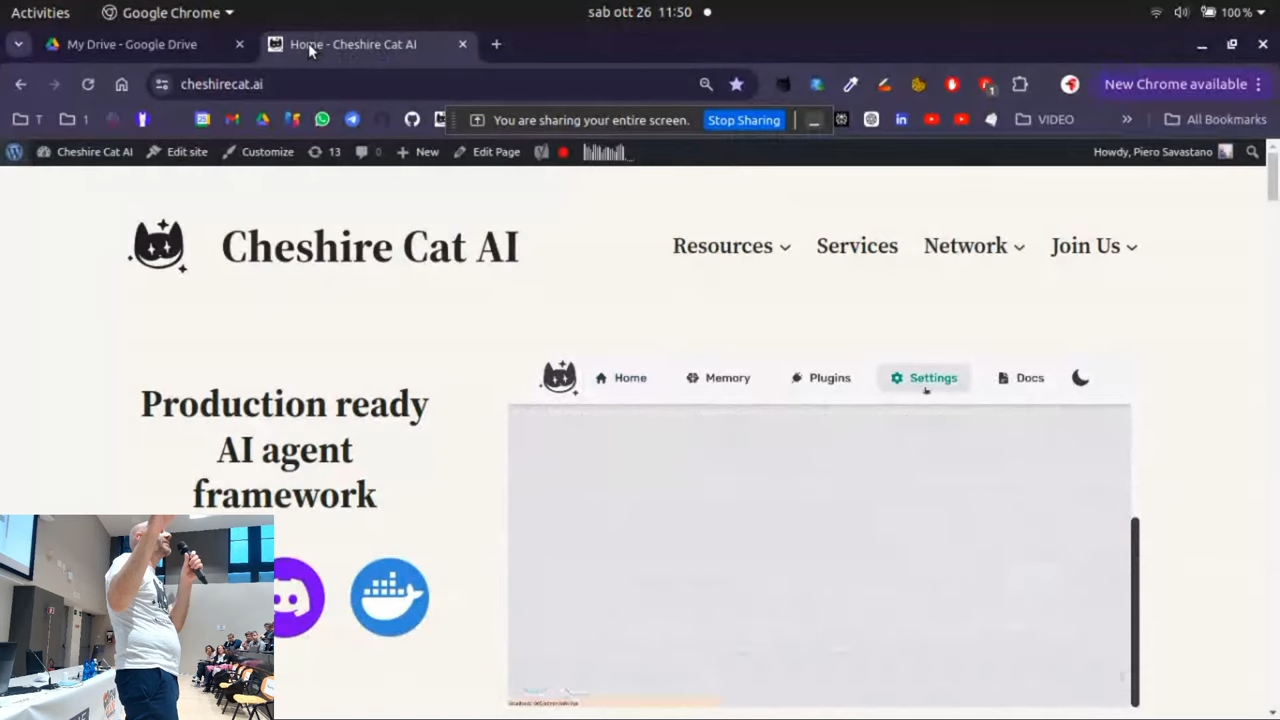 Activities
Google Chrome
sab ott 26 11:50
100 %
My Drive - Google Drive
Home - Cheshire Cat AI
cheshirecat.ai
New Chrome available
T
1
You are sharing your entire screen.
Stop Sharing
VIDEO
All Bookmarks
Cheshire Cat AI
Edit site
Customize
13
0
New
Edit Page
Howdy, Piero Savastano
Cheshire Cat AI
Resources
Services
Network
Join Us
Home
Memory
Plugins
Settings
Docs
Production ready
AI agent
framework